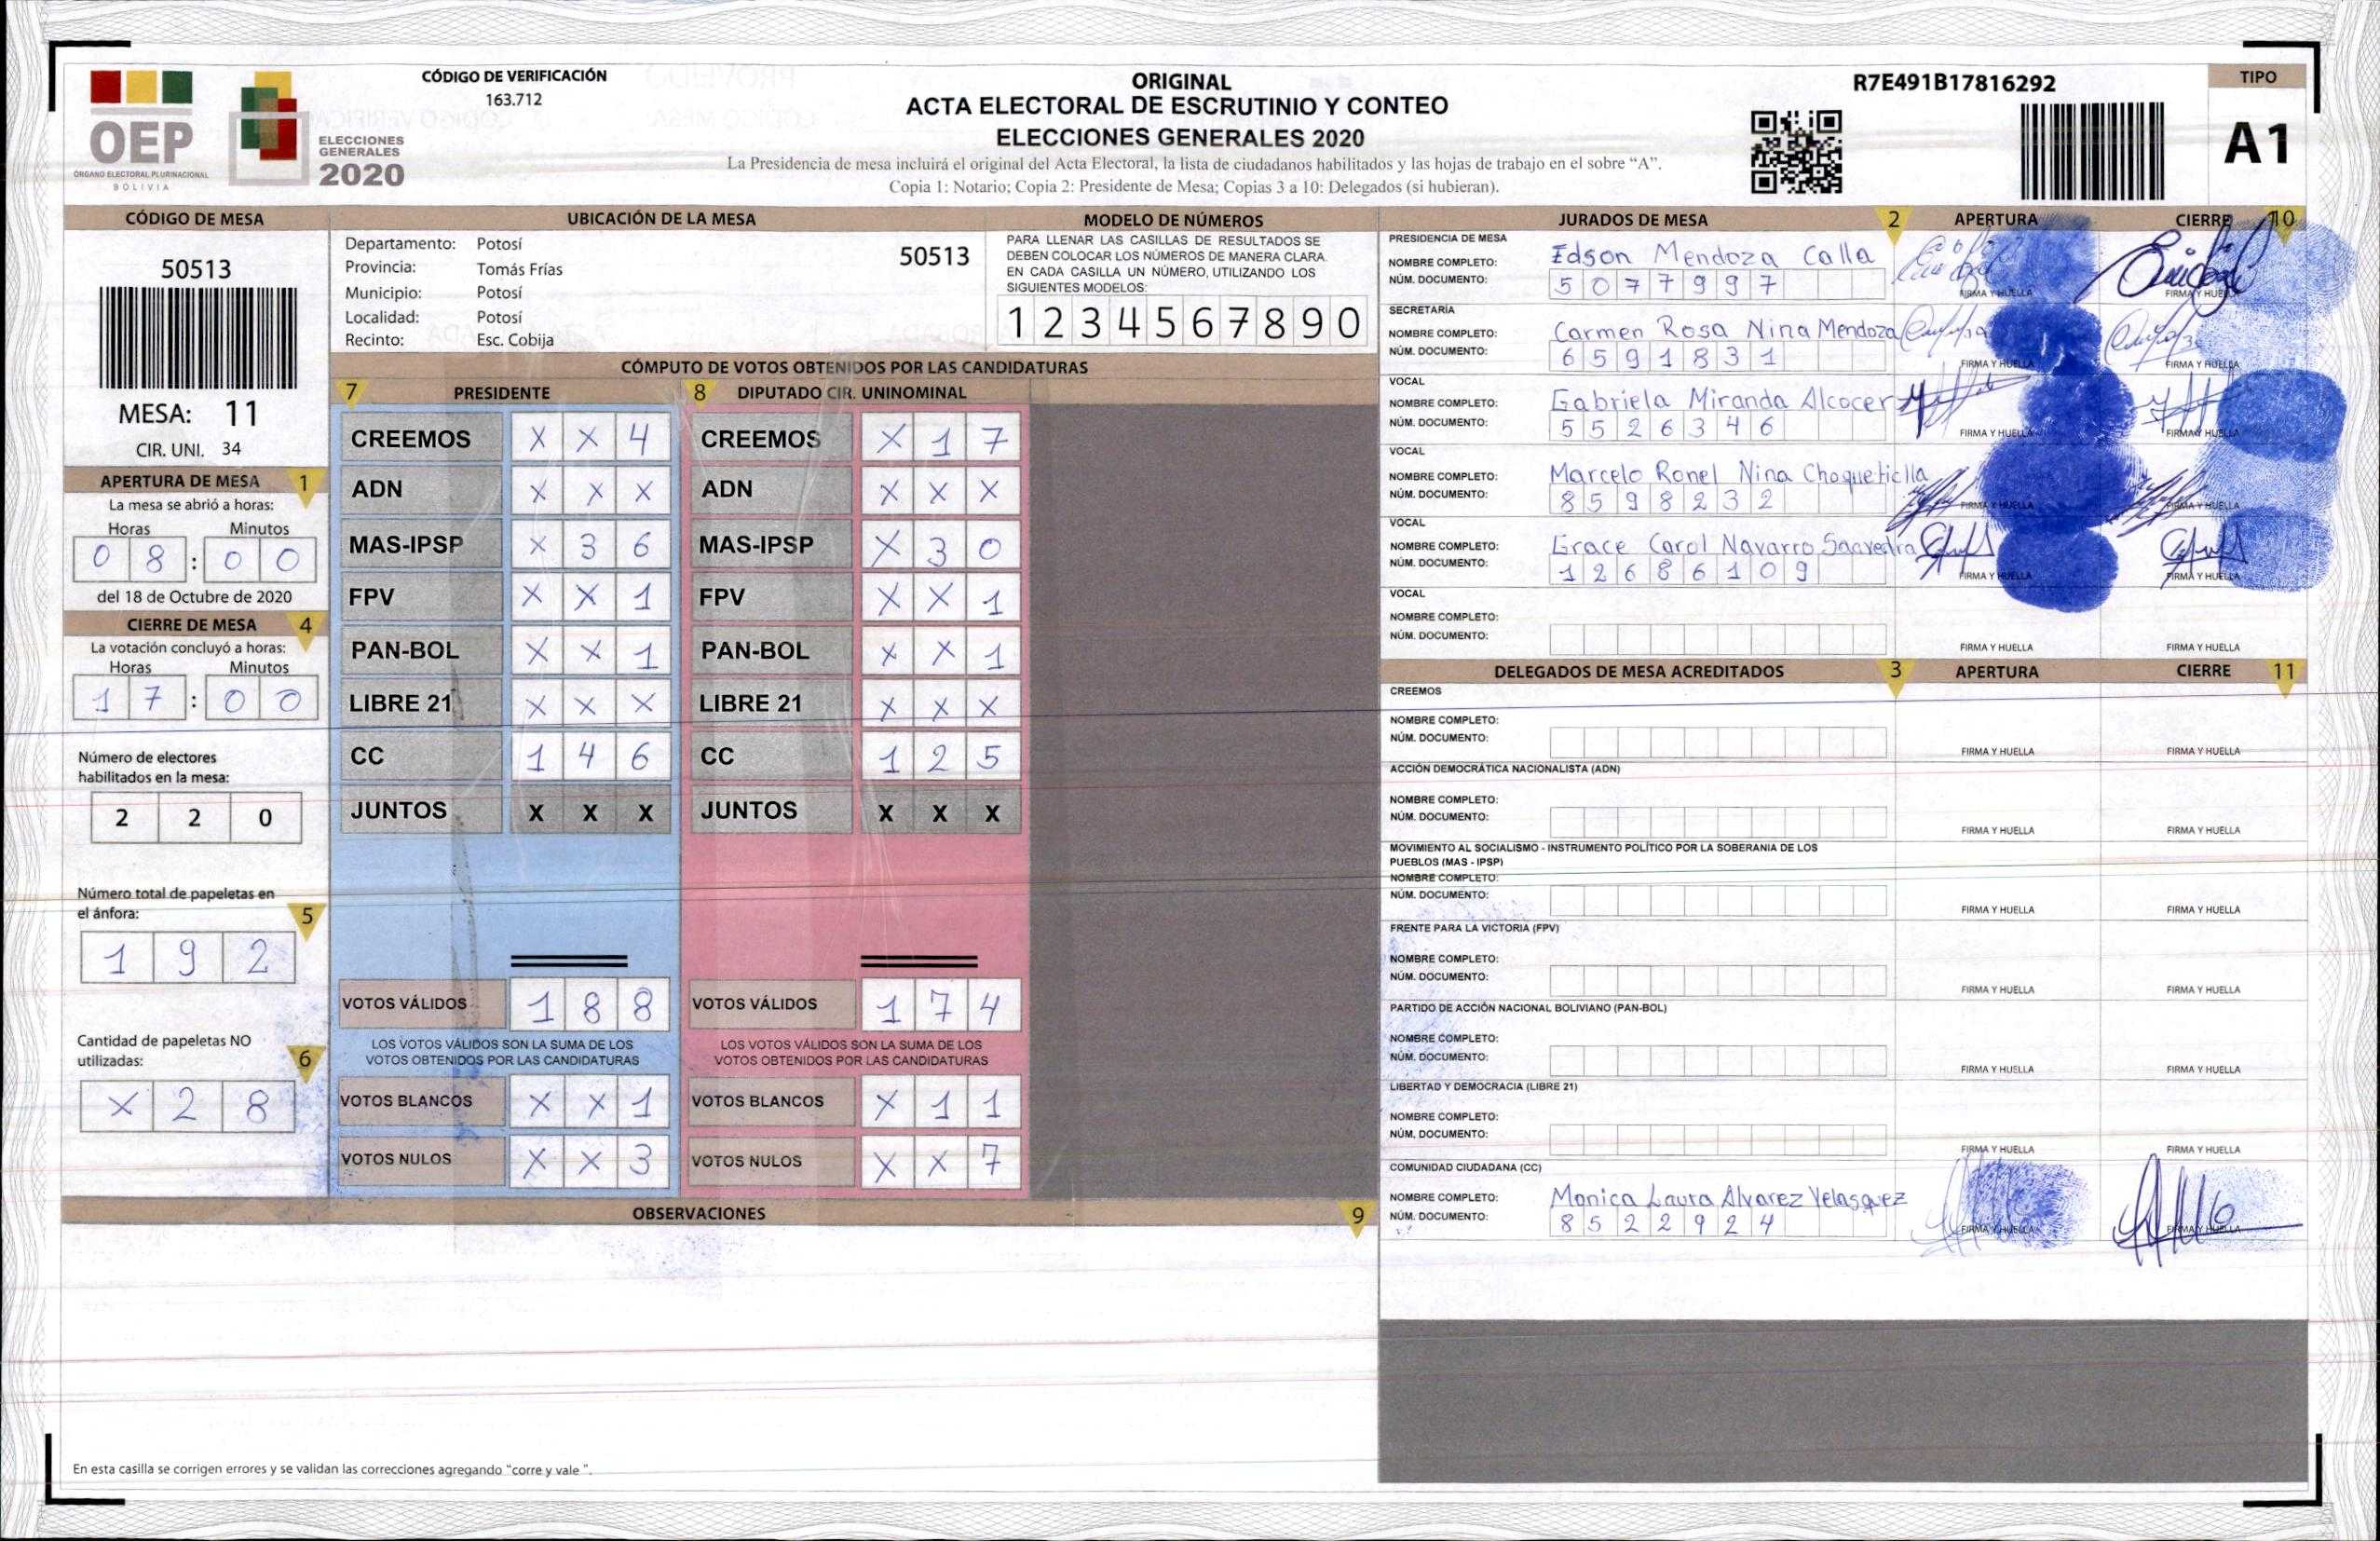 OEP
ÓRGANO ELECTORAL PLURINACIONAL
BOLIVIA
ELECCIONES
GENERALES
2020
CÓDIGO DE VERIFICACIÓN
163.712
ORIGINAL
ACTA ELECTORAL DE ESCRUTINIO Y CONTEO
ELECCIONES GENERALES 2020
La Presidencia de mesa incluirá el original del Acta Electoral, la lista de ciudadanos habilitados y las hojas de trabajo en el sobre “A”.
Copia 1: Notario; Copia 2: Presidente de Mesa; Copias 3 a 10: Delegados (si hubieran).
R7E491B17816292
TIPO
A1
CÓDIGO DE MESA
50513
MESA: 11
CIR. UNI. 34
APERTURA DE MESA 1
La mesa se abrió a horas:
Horas Minutos
0 8 : 0 0
del 18 de Octubre de 2020
CIERRE DE MESA 4
La votación concluyó a horas:
Horas Minutos
1 7 : 0 0
Número de electores
habilitados en la mesa:
2 2 0
Número total de papeletas en
el ánfora: 5
1 9 2
Cantidad de papeletas NO
utilizadas: 6
X 2 8
UBICACIÓN DE LA MESA
Departamento: Potosí
Provincia: Tomás Frías
Municipio: Potosí
Localidad: Potosí
Recinto: Esc. Cobija
50513
MODELO DE NÚMEROS
PARA LLENAR LAS CASILLAS DE RESULTADOS SE
DEBEN COLOCAR LOS NÚMEROS DE MANERA CLARA.
EN CADA CASILLA UN NÚMERO, UTILIZANDO LOS
SIGUIENTES MODELOS:
1 2 3 4 5 6 7 8 9 0
CÓMPUTO DE VOTOS OBTENIDOS POR LAS CANDIDATURAS
7 PRESIDENTE
CREEMOS X X 4
ADN X X X
MAS-IPSP X 3 6
FPV X X 1
PAN-BOL X X 1
LIBRE 21 X X X
CC 1 4 6
JUNTOS X X X
VOTOS VÁLIDOS 1 8 8
LOS VOTOS VÁLIDOS SON LA SUMA DE LOS
VOTOS OBTENIDOS POR LAS CANDIDATURAS
VOTOS BLANCOS X X 1
VOTOS NULOS X X 3
8 DIPUTADO CIR. UNINOMINAL
CREEMOS X 1 7
ADN X X X
MAS-IPSP X 3 0
FPV X X 1
PAN-BOL X X 1
LIBRE 21 X X X
CC 1 2 5
JUNTOS X X X
VOTOS VÁLIDOS 1 7 4
LOS VOTOS VÁLIDOS SON LA SUMA DE LOS
VOTOS OBTENIDOS POR LAS CANDIDATURAS
VOTOS BLANCOS X 1 1
VOTOS NULOS X X 7
OBSERVACIONES 9
En esta casilla se corrigen errores y se validan las correcciones agregando “corre y vale ”.
JURADOS DE MESA 2 APERTURA CIERRE 10
PRESIDENCIA DE MESA
NOMBRE COMPLETO: Edson Mendoza Calla
NÚM. DOCUMENTO: 5 0 7 7 9 9 7
FIRMA Y HUELLA FIRMA Y HUELLA
SECRETARÍA
NOMBRE COMPLETO: Carmen Rosa Nina Mendoza
NÚM. DOCUMENTO: 6 5 9 1 8 3 1
FIRMA Y HUELLA FIRMA Y HUELLA
VOCAL
NOMBRE COMPLETO: Gabriela Miranda Alcocer
NÚM. DOCUMENTO: 5 5 2 6 3 4 6
FIRMA Y HUELLA FIRMA Y HUELLA
VOCAL
NOMBRE COMPLETO: Marcelo Ronel Nina Choqueticlla
NÚM. DOCUMENTO: 8 5 9 8 2 3 2
FIRMA Y HUELLA FIRMA Y HUELLA
VOCAL
NOMBRE COMPLETO: Grace Carol Navarro Saavedra
NÚM. DOCUMENTO: 1 2 6 8 6 1 0 9
FIRMA Y HUELLA FIRMA Y HUELLA
VOCAL
NOMBRE COMPLETO:
NÚM. DOCUMENTO:
FIRMA Y HUELLA FIRMA Y HUELLA
DELEGADOS DE MESA ACREDITADOS 3 APERTURA CIERRE 11
CREEMOS
NOMBRE COMPLETO:
NÚM. DOCUMENTO:
FIRMA Y HUELLA FIRMA Y HUELLA
ACCIÓN DEMOCRÁTICA NACIONALISTA (ADN)
NOMBRE COMPLETO:
NÚM. DOCUMENTO:
FIRMA Y HUELLA FIRMA Y HUELLA
MOVIMIENTO AL SOCIALISMO - INSTRUMENTO POLÍTICO POR LA SOBERANIA DE LOS
PUEBLOS (MAS - IPSP)
NOMBRE COMPLETO:
NÚM. DOCUMENTO:
FIRMA Y HUELLA FIRMA Y HUELLA
FRENTE PARA LA VICTORIA (FPV)
NOMBRE COMPLETO:
NÚM. DOCUMENTO:
FIRMA Y HUELLA FIRMA Y HUELLA
PARTIDO DE ACCIÓN NACIONAL BOLIVIANO (PAN-BOL)
NOMBRE COMPLETO:
NÚM. DOCUMENTO:
FIRMA Y HUELLA FIRMA Y HUELLA
LIBERTAD Y DEMOCRACIA (LIBRE 21)
NOMBRE COMPLETO:
NÚM. DOCUMENTO:
FIRMA Y HUELLA FIRMA Y HUELLA
COMUNIDAD CIUDADANA (CC)
NOMBRE COMPLETO: Monica Laura Alvarez Velasquez
NÚM. DOCUMENTO: 8 5 2 2 9 2 4
FIRMA Y HUELLA FIRMA Y HUELLA